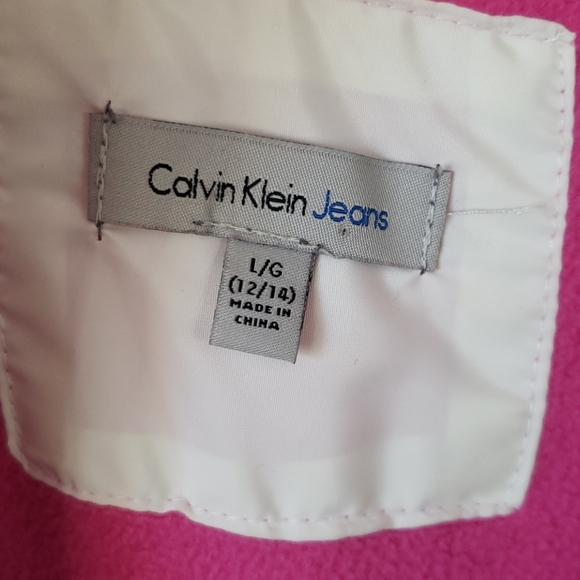 Calvin Klein Jeans
L/G
(12/14)
MADE IN
CHINA